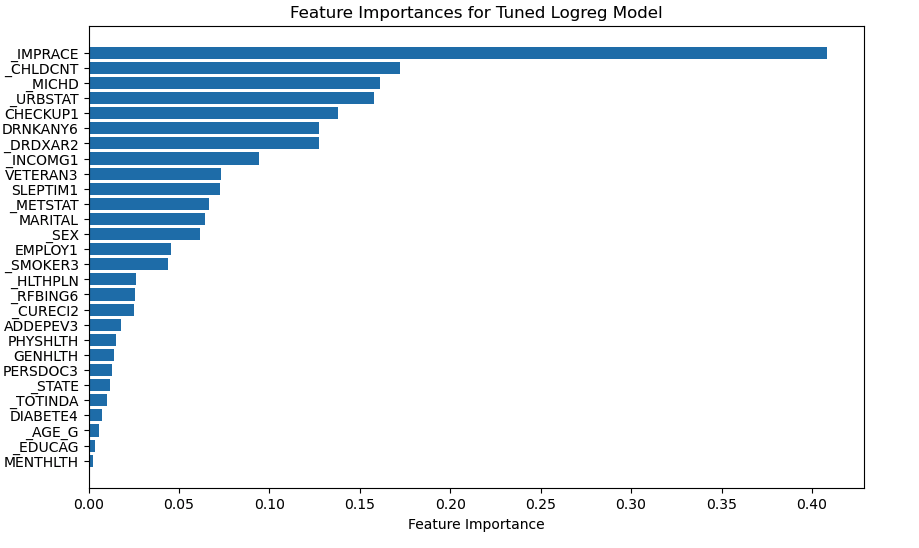 Feature Importances for Tuned Logreg Model
_IMPRACE
_CHLDCNT
_MICHD
_URBSTAT
CHECKUP1
DRNKANY6
_DRDXAR2
_INCOMG1
VETERAN3
SLEPTIM1
_METSTAT
MARITAL
_SEX
EMPLOY1
_SMOKER3
_HLTHPLN
_RFBING6
_CURECI2
ADDEPEV3
PHYSHLTH
GENHLTH
PERSDOC3
_STATE
_TOTINDA
DIABETE4
_AGE_G
_EDUCAG
MENTHLTH
0.00 0.05 0.10 0.15 0.20 0.25 0.30 0.35 0.40
Feature Importance